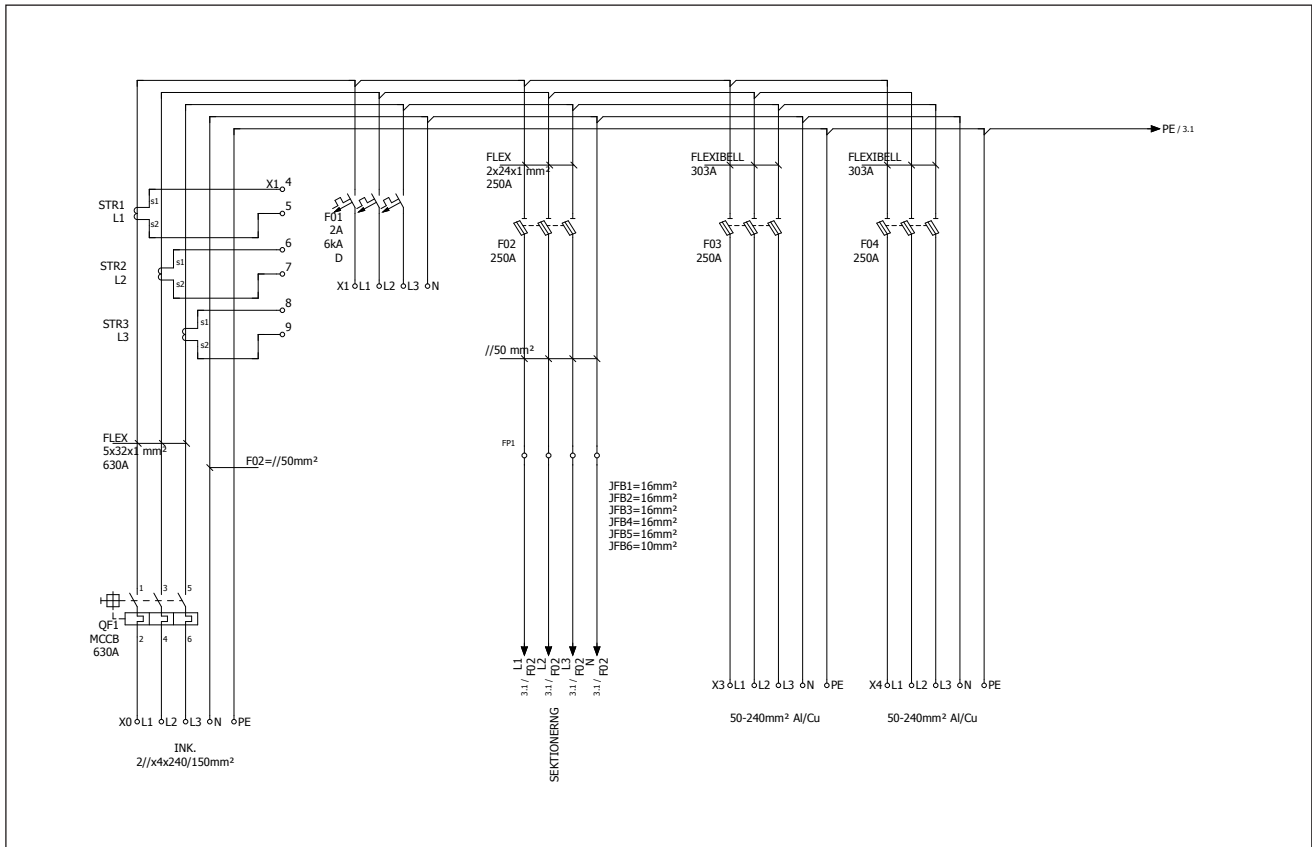 PE / 3.1
FLEX
2x24x1 mm²
250A
FLEXIBELL
303A
FLEXIBELL
303A
X1 4
STR1
L1
s1
s2
5
6
STR2
L2
s1
s2
7
8
STR3
L3
s1
s2
9
F01
2A
6kA
D
X1 L1 L2 L3 N
F02
250A
F03
250A
F04
250A
//50 mm²
FLEX
5x32x1 mm²
630A
F02=//50mm²
FP1
JFB1=16mm²
JFB2=16mm²
JFB3=16mm²
JFB4=16mm²
JFB5=16mm²
JFB6=10mm²
1 3 5
QF1
MCCB
630A
2 4 6
L1
3.1 / F02
L2
3.1 / F02
L3
3.1 / F02
N
3.1 / F02
SEKTIONERNG
X0 L1 L2 L3 N PE
INK.
2//x4x240/150mm²
X3 L1 L2 L3 N PE
50-240mm² Al/Cu
X4 L1 L2 L3 N PE
50-240mm² Al/Cu